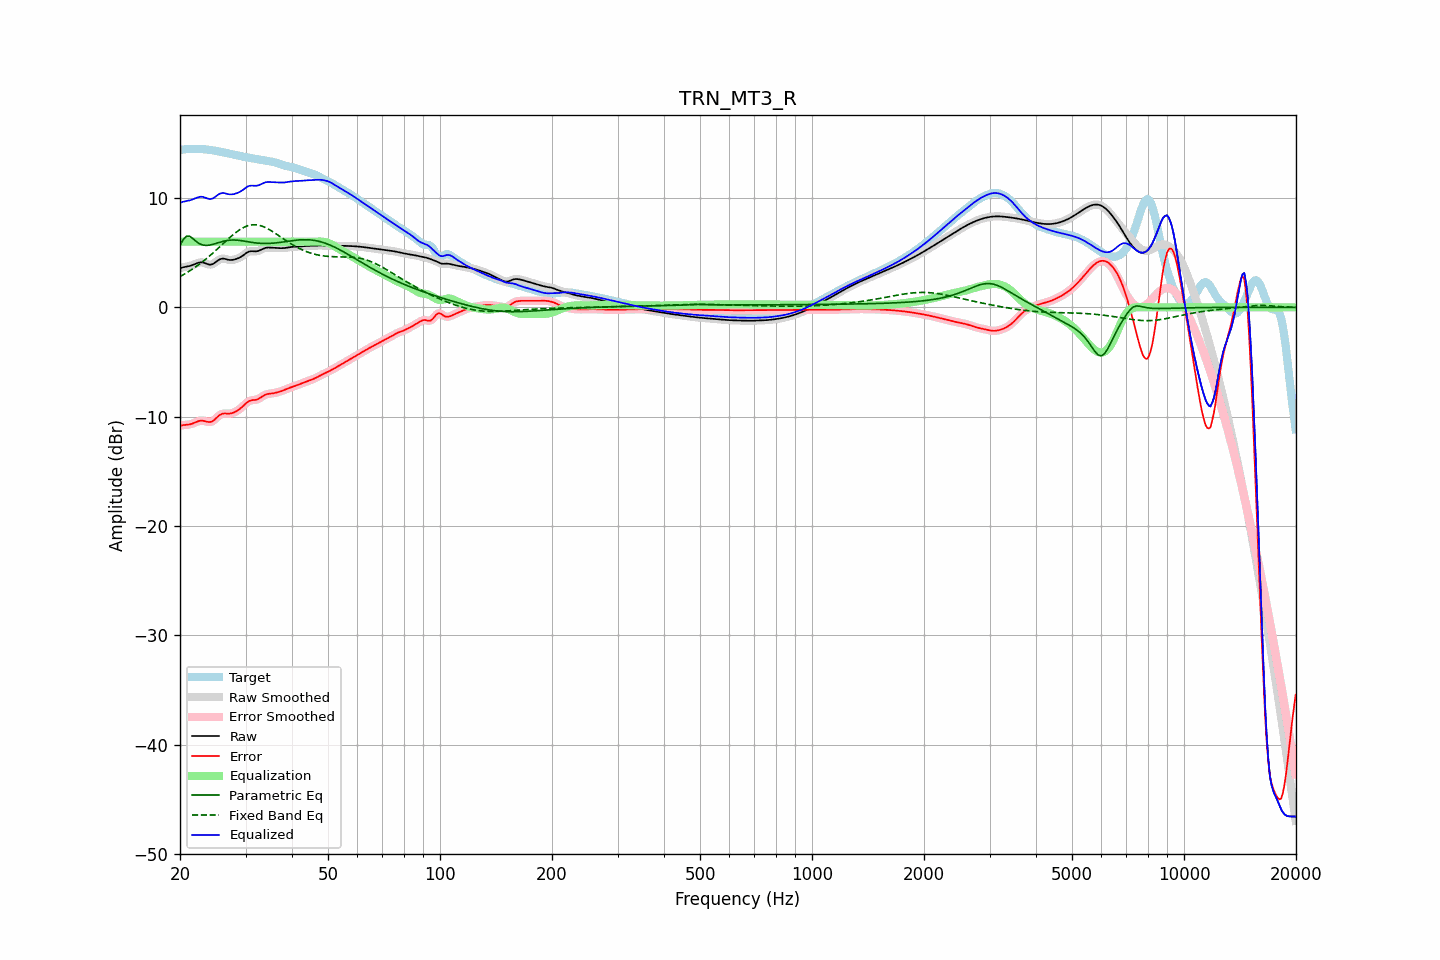 TRN_MT3_R
Amplitude (dBr)
10
0
−10
−20
−30
−40
−50
Target
Raw Smoothed
Error Smoothed
Raw
Error
Equalization
Parametric Eq
Fixed Band Eq
Equalized
20
50
100
200
500
1000
2000
5000
10000
20000
Frequency (Hz)